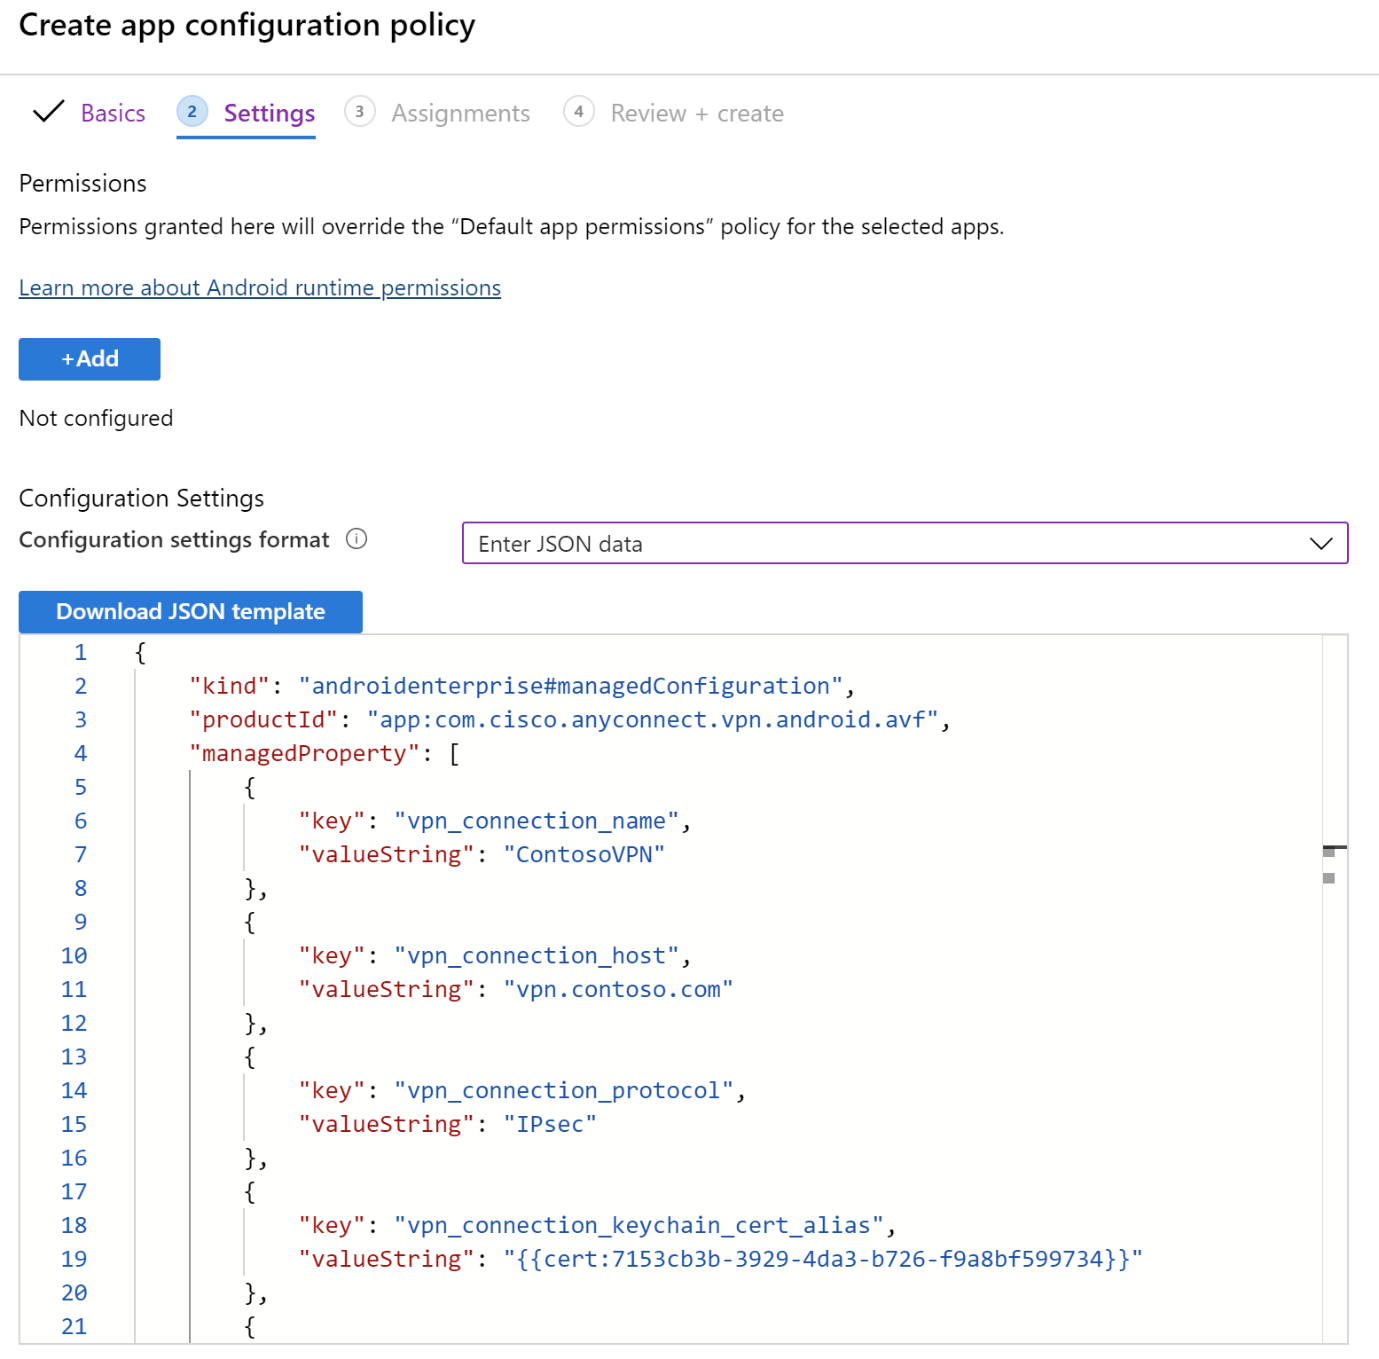 Create app configuration policy
Basics 2 Settings 3 Assignments 4 Review + create
Permissions
Permissions granted here will override the “Default app permissions” policy for the selected apps.
Learn more about Android runtime permissions
+Add
Not configured
Configuration Settings
Configuration settings format
Enter JSON data
Download JSON template
1 {
2 "kind": "androidenterprise#managedConfiguration",
3 "productId": "app:com.cisco.anyconnect.vpn.android.avf",
4 "managedProperty": [
5 {
6 "key": "vpn_connection_name",
7 "valueString": "ContosoVPN"
8 },
9 {
10 "key": "vpn_connection_host",
11 "valueString": "vpn.contoso.com"
12 },
13 {
14 "key": "vpn_connection_protocol",
15 "valueString": "IPsec"
16 },
17 {
18 "key": "vpn_connection_keychain_cert_alias",
19 "valueString": "{{cert:7153cb3b-3929-4da3-b726-f9a8bf599734}}"
20 },
21 {